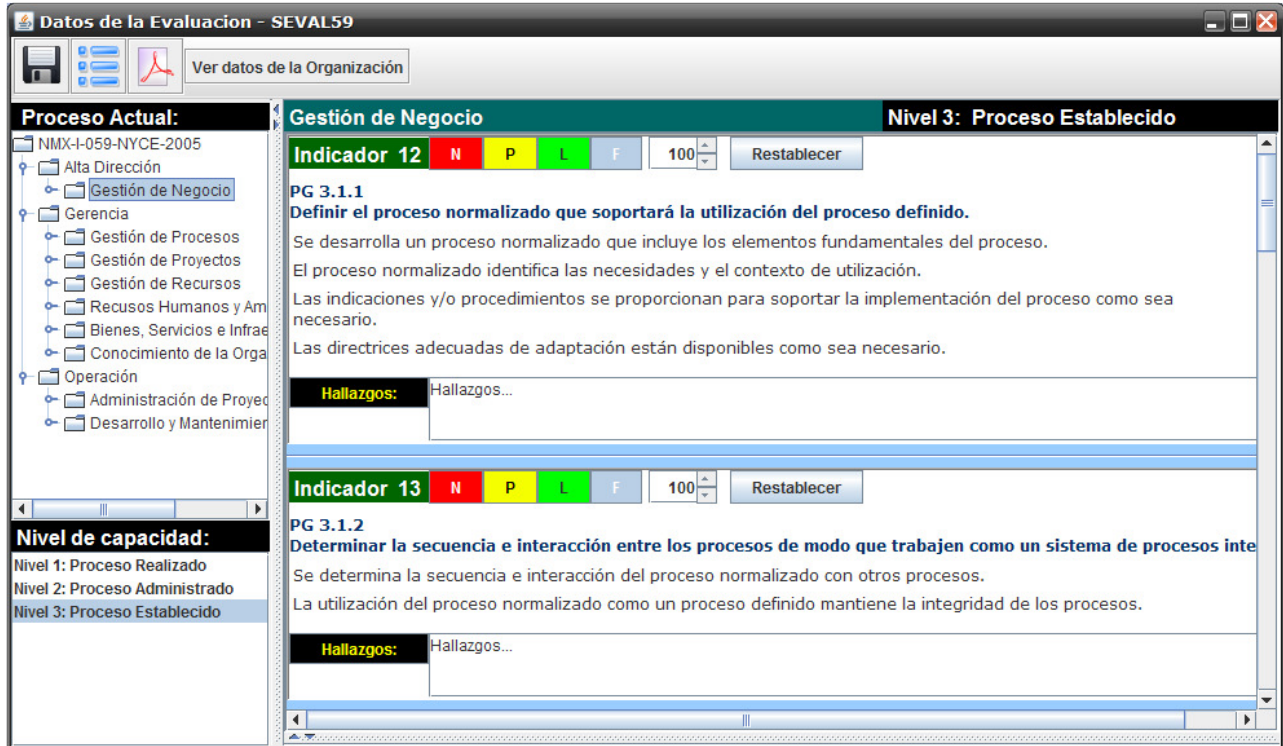 Datos de la Evaluacion - SEVAL59
Ver datos de la Organización
Proceso Actual:
NMX-I-059-NYCE-2005
Alta Dirección
Gestión de Negocio
Gerencia
Gestión de Procesos
Gestión de Proyectos
Gestión de Recursos
Recusos Humanos y Am
Bienes, Servicios e Infrae
Conocimiento de la Orga
Operación
Administración de Proyec
Desarrollo y Mantenimier
Nivel de capacidad:
Nivel 1: Proceso Realizado
Nivel 2: Proceso Administrado
Nivel 3: Proceso Establecido
Gestión de Negocio Nivel 3: Proceso Establecido
Indicador 12 N P L F 100 Restablecer
PG 3.1.1
Definir el proceso normalizado que soportará la utilización del proceso definido.
Se desarrolla un proceso normalizado que incluye los elementos fundamentales del proceso.
El proceso normalizado identifica las necesidades y el contexto de utilización.
Las indicaciones y/o procedimientos se proporcionan para soportar la implementación del proceso como sea
necesario.
Las directrices adecuadas de adaptación están disponibles como sea necesario.
Hallazgos: Hallazgos...
Indicador 13 N P L F 100 Restablecer
PG 3.1.2
Determinar la secuencia e interacción entre los procesos de modo que trabajen como un sistema de procesos inte
Se determina la secuencia e interacción del proceso normalizado con otros procesos.
La utilización del proceso normalizado como un proceso definido mantiene la integridad de los procesos.
Hallazgos: Hallazgos...